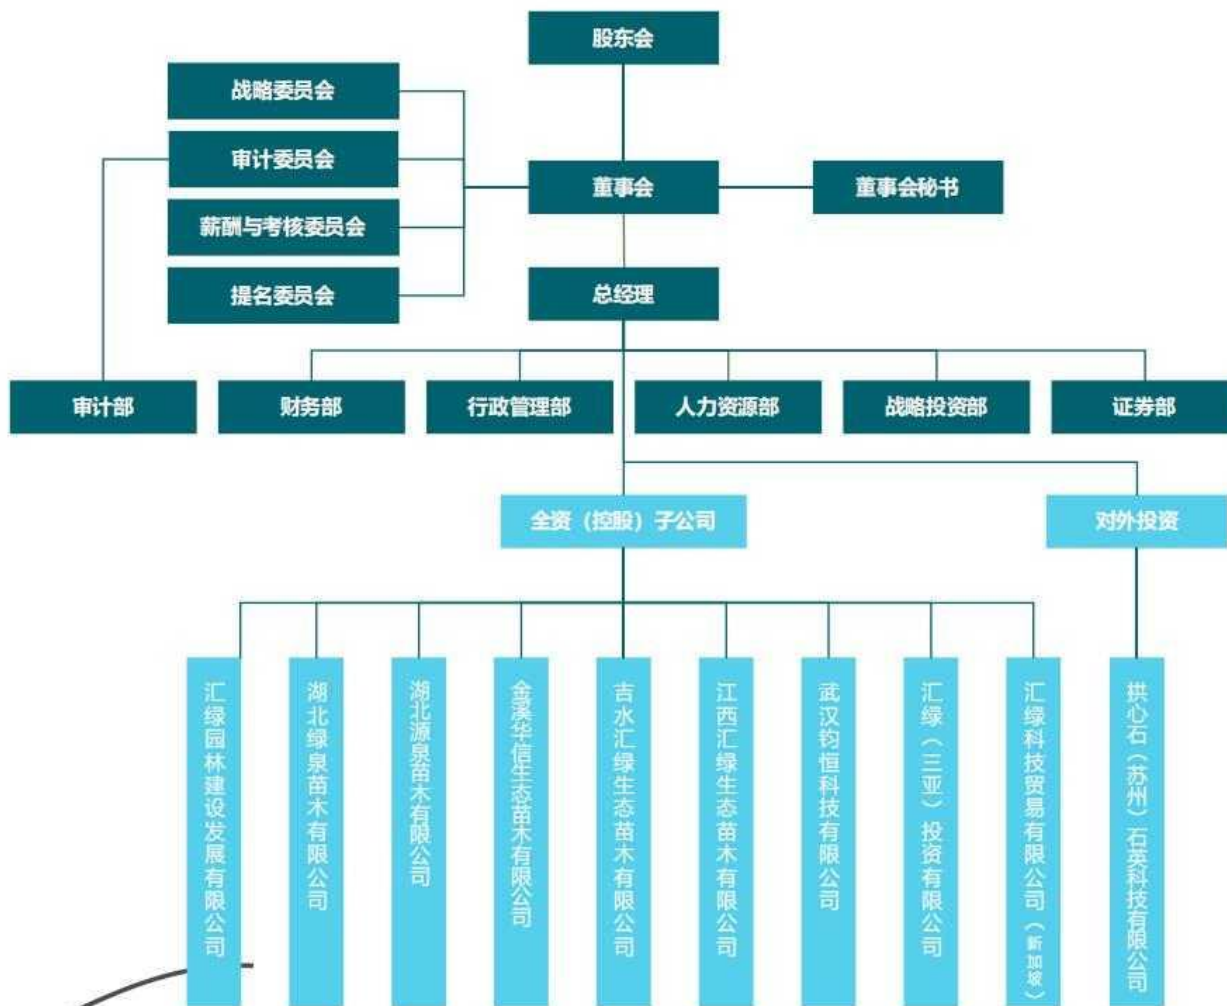 股东会
战略委员会
审计委员会
董事会
董事会秘书
薪酬与考核委员会
提名委员会
总经理
审计部
财务部
行政管理部
人力资源部
战略投资部
证券部
全资（控股）子公司
对外投资
汇绿园林建设发展有限公司
湖北绿泉苗木有限公司
湖北源泉苗木有限公司
金溪华信生态苗木有限公司
吉水汇绿生态苗木有限公司
江西汇绿生态苗木有限公司
武汉钧恒科技有限公司
汇绿（三亚）投资有限公司
汇绿科技贸易有限公司（新加坡）
拱心石（苏州）石英科技有限公司